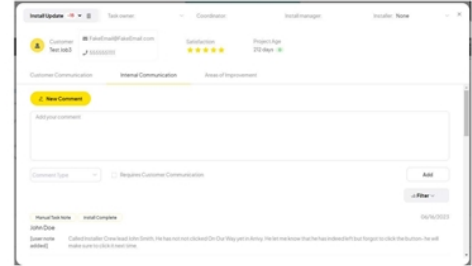 Install Update
Task owner: -
Coordinator:
Install manager:
Installer: None
Customer:
Test Job3
FakeEmail@FakeEmail.com
Satisfaction
Project Age
212 days
Customer Communication
Internal Communication
Areas of Improvement
New Comment
Add your comment
Comment Type
Requires Customer Communication
Add
Filter
Manual Task Note
Install Complete
06/16/2023
John Doe
[user note added]
Called Installer Crew lead John Smith. He has not non clicked On Our Way yet in Arrivy. He let me know that he has indeed left but forgot to click the button- he will
make sure to click it next time.